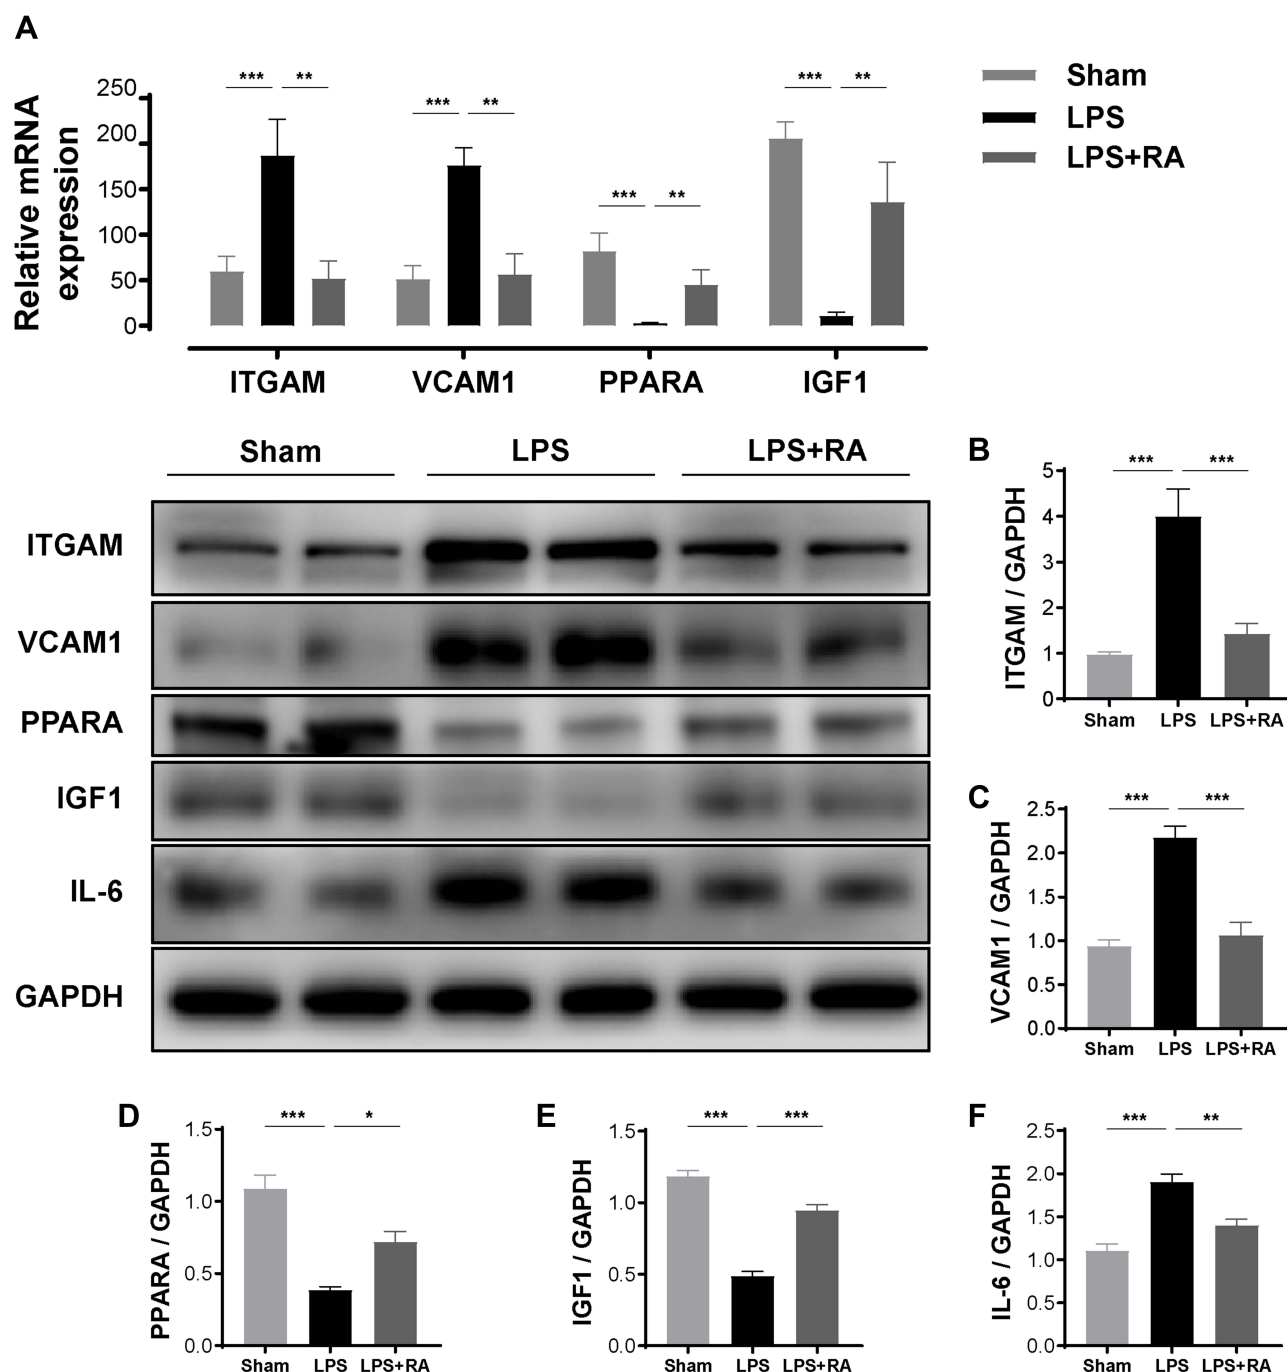 A
*** ** *** ** *** ** *** **
Relative mRNA
expression
250
200
150
100
50
0
ITGAM VCAM1 PPARA IGF1
Sham
LPS
LPS+RA
Sham LPS LPS+RA
ITGAM
VCAM1
PPARA
IGF1
IL-6
GAPDH
B
*** ***
ITGAM / GAPDH
5
4
3
2
1
0
Sham LPS LPS+RA
C
*** ***
VCAM1 / GAPDH
2.5
2.0
1.5
1.0
0.5
0.0
Sham LPS LPS+RA
D
*** *
PPARA / GAPDH
1.5
1.0
0.5
0.0
Sham LPS LPS+RA
E
*** ***
IGF1 / GAPDH
1.5
1.0
0.5
0.0
Sham LPS LPS+RA
F
*** **
IL-6 / GAPDH
2.5
2.0
1.5
1.0
0.5
0.0
Sham LPS LPS+RA